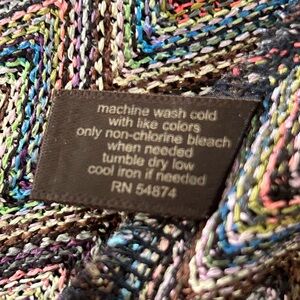 machine wash cold
with like colors
only non-chlorine bleach
when needed
tumble dry low
cool iron if needed
RN 54874